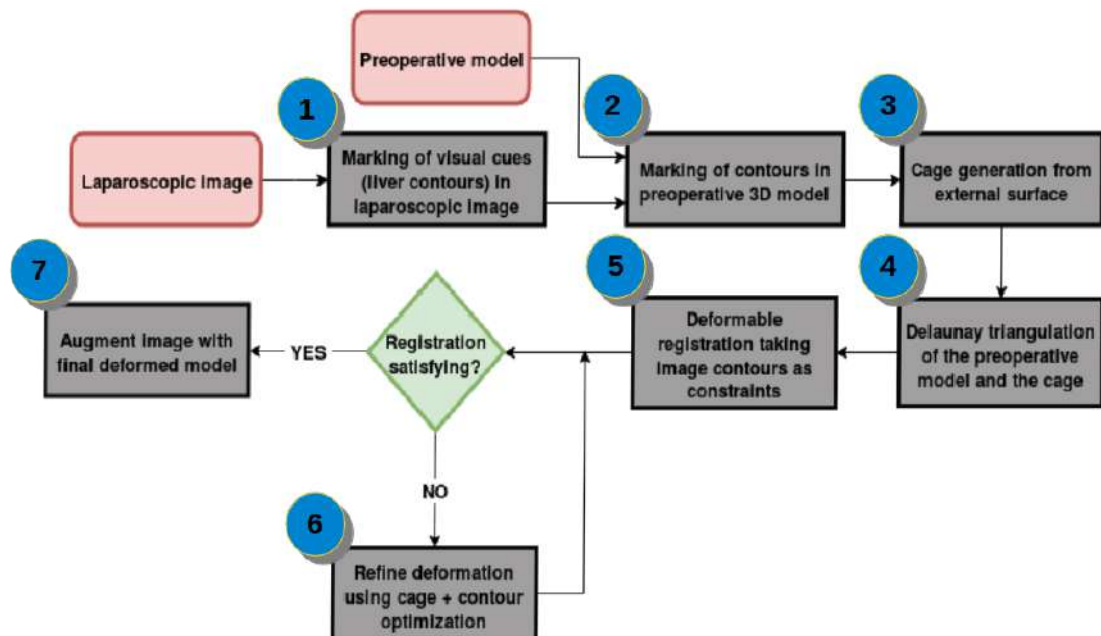 Preoperative model
1
2
3
Laparoscopic image
Marking of visual cues
(liver contours) in
laparoscopic image
Marking of contours in
preoperative 3D model
Cage generation from
external surface
7
5
4
Augment image with
final deformed model
YES
Registration
satisfying?
Deformable
registration taking
image contours as
constraints
Delaunay triangulation
of the preoperative
model and the cage
NO
6
Refine deformation
using cage + contour
optimization